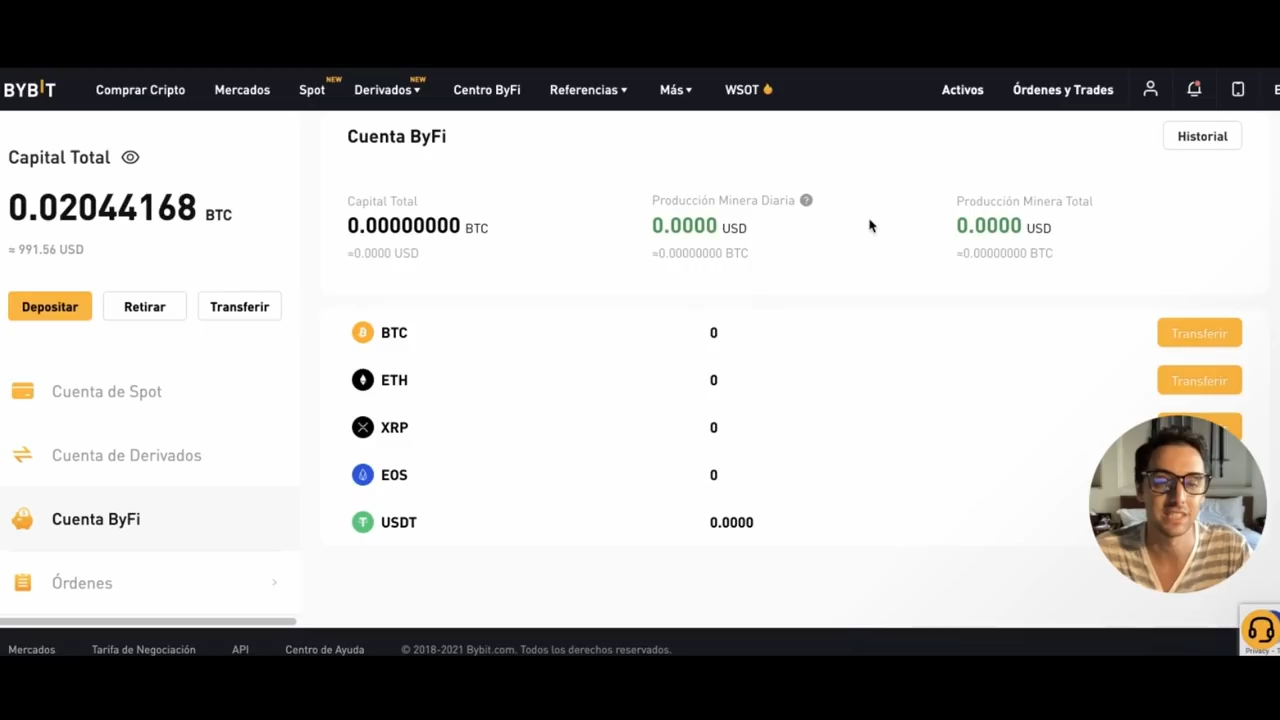 BYBIT Comprar Cripto Mercados Spot NEW Derivados NEW Centro ByFi Referencias Más WSOT Activos Órdenes y Trades
Capital Total
0.02044168 BTC
≈ 991.56 USD
Depositar Retirar Transferir
Cuenta de Spot
Cuenta de Derivados
Cuenta ByFi
Órdenes
Cuenta ByFi Historial
Capital Total Producción Minera Diaria ? Producción Minera Total
0.00000000 BTC 0.0000 USD 0.0000 USD
≈0.0000 USD ≈0.00000000 BTC ≈0.00000000 BTC
BTC 0 Transferir
ETH 0 Transferir
XRP 0
EOS 0
USDT 0.0000
Privacy
Mercados Tarifa de Negociación API Centro de Ayuda © 2018-2021 Bybit.com. Todos los derechos reservados.